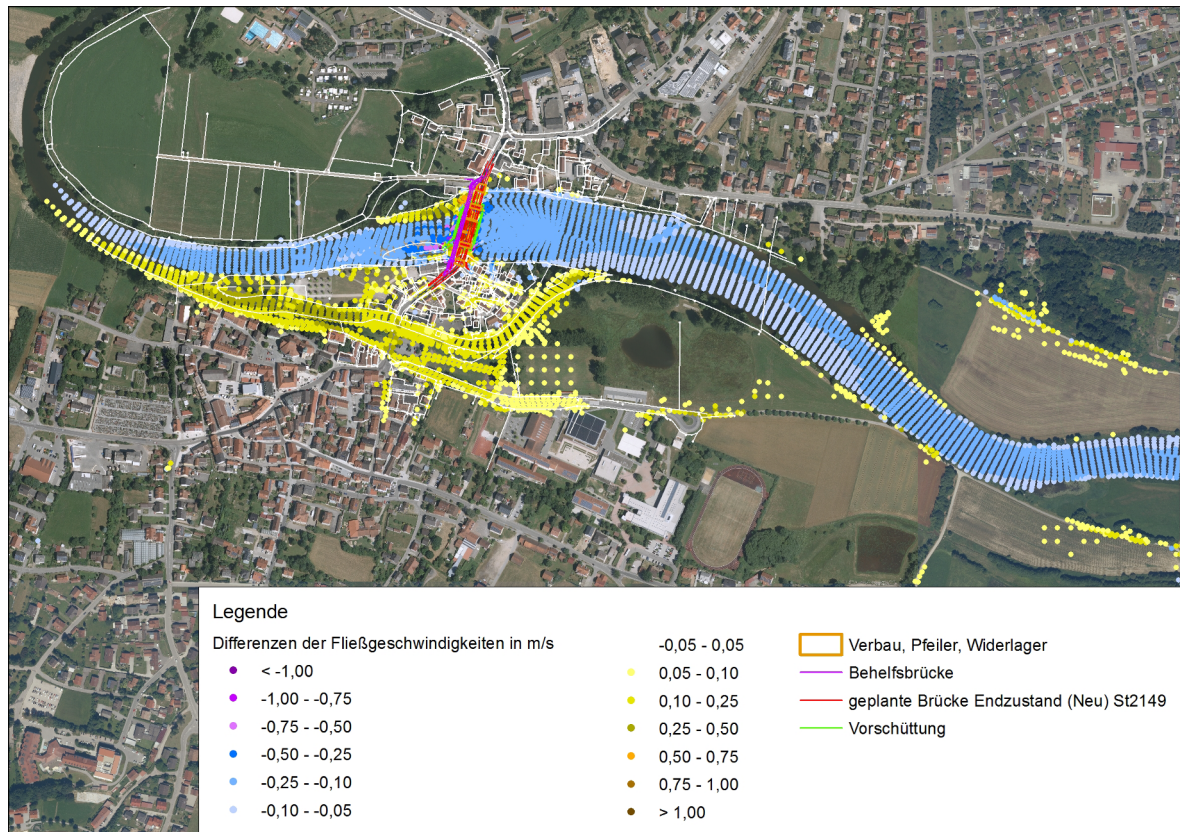 Legende
Differenzen der Fließgeschwindigkeiten in m/s
< -1,00
-1,00 - -0,75
-0,75 - -0,50
-0,50 - -0,25
-0,25 - -0,10
-0,10 - -0,05
-0,05 - 0,05
0,05 - 0,10
0,10 - 0,25
0,25 - 0,50
0,50 - 0,75
0,75 - 1,00
> 1,00
Verbau, Pfeiler, Widerlager
Behelfsbrücke
geplante Brücke Endzustand (Neu) St2149
Vorschüttung